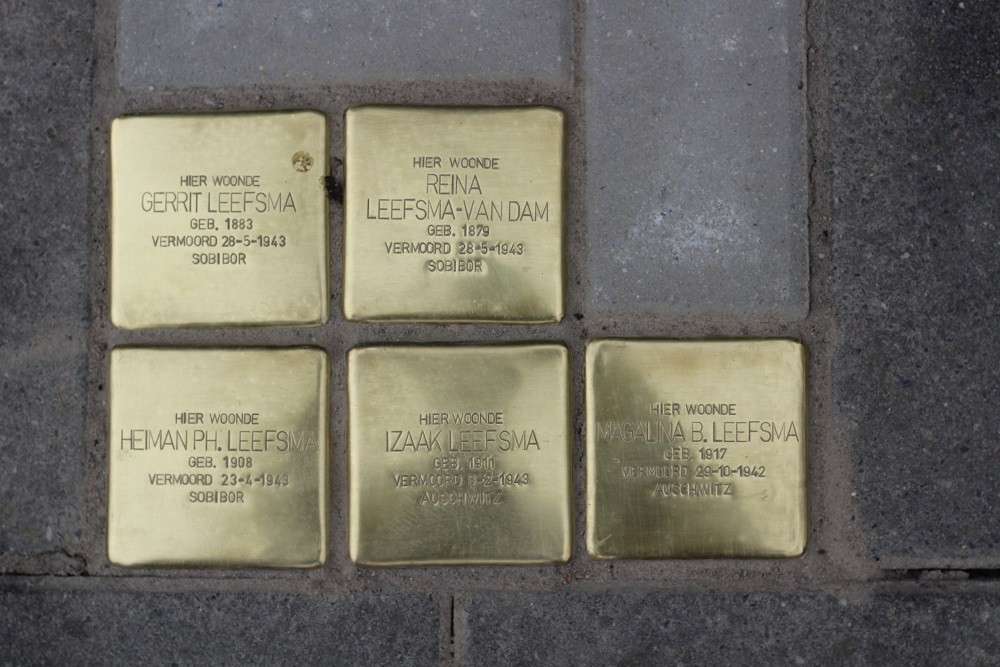 HIER WOONDE
GERRIT LEEFSMA
GEB. 1883
VERMOORD 28-5-1943
SOBIBOR
HIER WOONDE
REINA
LEEFSMA-VAN DAM
GEB. 1879
VERMOORD 28-5-1943
SOBIBOR
HIER WOONDE
HEIMAN PH. LEEFSMA
GEB. 1908
VERMOORD 23-4-1943
SOBIBOR
HIER WOONDE
IZAAK LEEFSMA
GEB. 1911
VERMOORD
AUSCHWITZ
HIER WOONDE
MAGALINA B. LEEFSMA
GEB. 1917
VERMOORD 29-10-1942
AUSCHWITZ